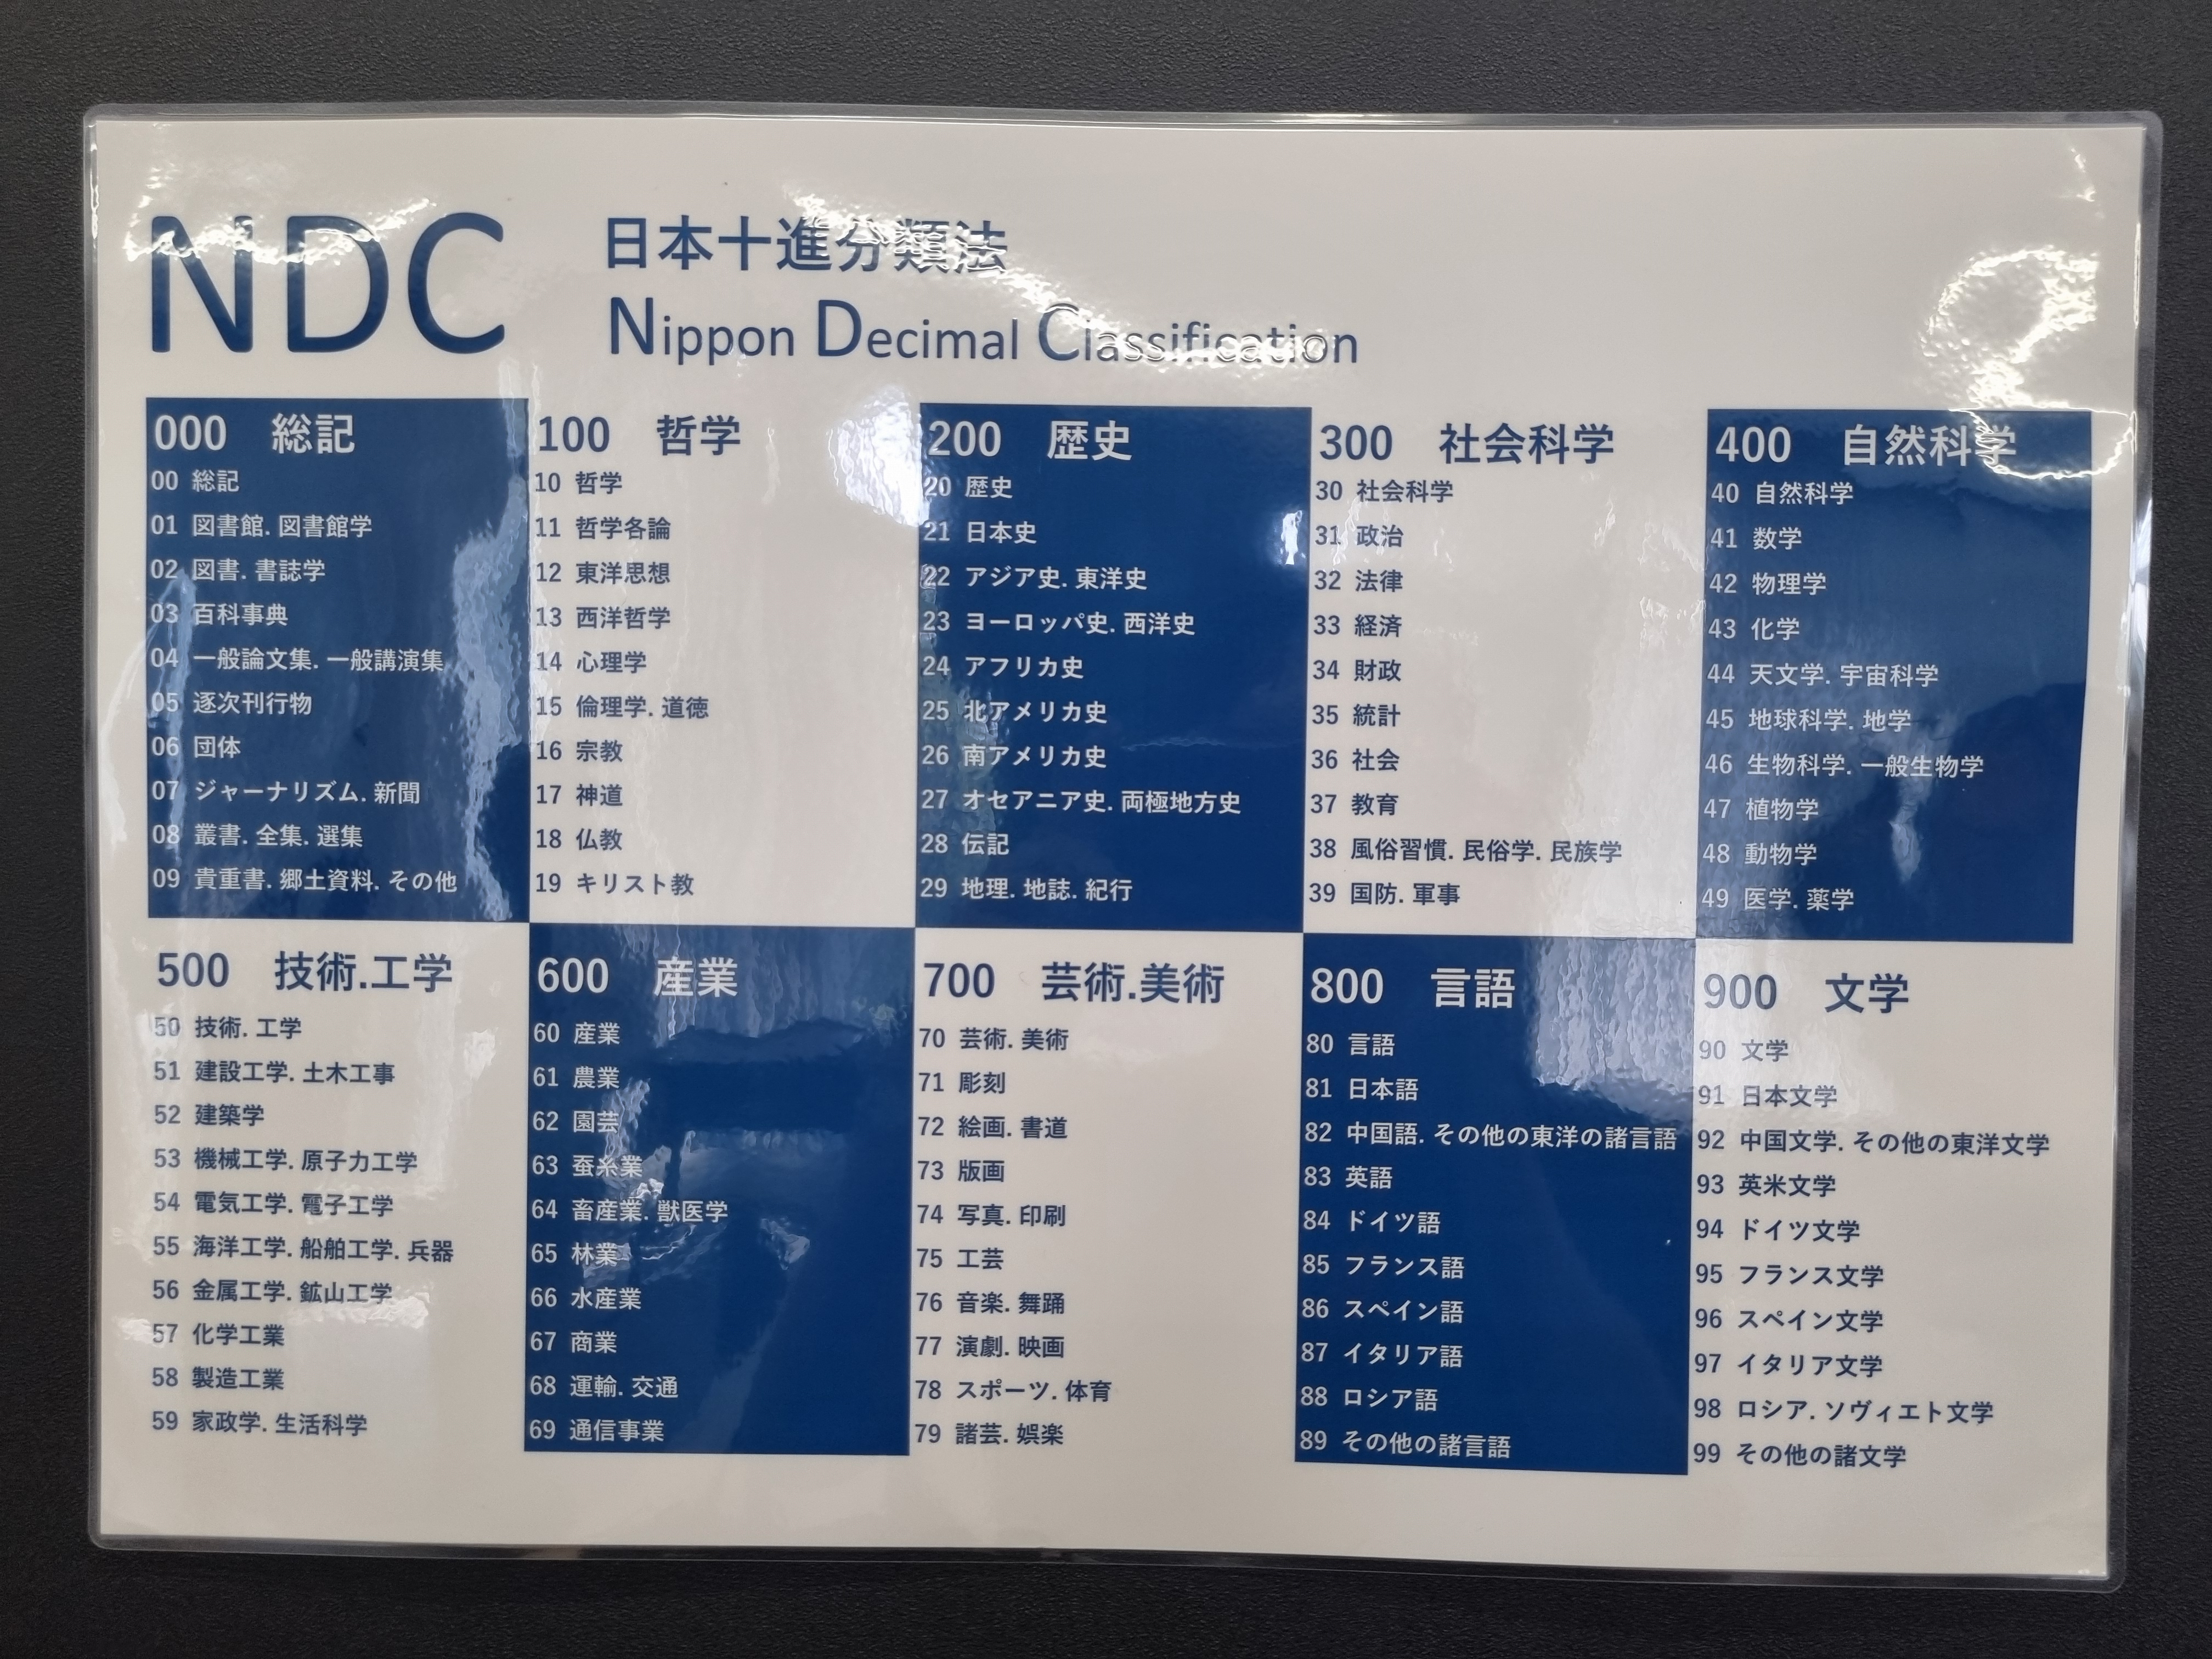 NDC
日本十進分類法
Nippon Decimal Classification
000 総記
00 総記
01 図書館. 図書館学
02 図書. 書誌学
03 百科事典
04 一般論文集. 一般講演集
05 逐次刊行物
06 団体
07 ジャーナリズム. 新聞
08 叢書. 全集. 選集
09 貴重書. 郷土資料. その他
100 哲学
10 哲学
11 哲学各論
12 東洋思想
13 西洋哲学
14 心理学
15 倫理学. 道徳
16 宗教
17 神道
18 仏教
19 キリスト教
200 歴史
20 歴史
21 日本史
22 アジア史. 東洋史
23 ヨーロッパ史. 西洋史
24 アフリカ史
25 北アメリカ史
26 南アメリカ史
27 オセアニア史. 両極地方史
28 伝記
29 地理. 地誌. 紀行
300 社会科学
30 社会科学
31 政治
32 法律
33 経済
34 財政
35 統計
36 社会
37 教育
38 風俗習慣. 民俗学. 民族学
39 国防. 軍事
400 自然科学
40 自然科学
41 数学
42 物理学
43 化学
44 天文学. 宇宙科学
45 地球科学. 地学
46 生物科学. 一般生物学
47 植物学
48 動物学
49 医学. 薬学
500 技術.工学
50 技術. 工学
51 建設工学. 土木工事
52 建築学
53 機械工学. 原子力工学
54 電気工学. 電子工学
55 海洋工学. 船舶工学. 兵器
56 金属工学. 鉱山工学
57 化学工業
58 製造工業
59 家政学. 生活科学
600 産業
60 産業
61 農業
62 園芸
63 蚕糸業
64 畜産業. 獣医学
65 林業
66 水産業
67 商業
68 運輸. 交通
69 通信事業
700 芸術.美術
70 芸術. 美術
71 彫刻
72 絵画. 書道
73 版画
74 写真. 印刷
75 工芸
76 音楽. 舞踊
77 演劇. 映画
78 スポーツ. 体育
79 諸芸. 娯楽
800 言語
80 言語
81 日本語
82 中国語. その他の東洋の諸言語
83 英語
84 ドイツ語
85 フランス語
86 スペイン語
87 イタリア語
88 ロシア語
89 その他の諸言語
900 文学
90 文学
91 日本文学
92 中国文学. その他の東洋文学
93 英米文学
94 ドイツ文学
95 フランス文学
96 スペイン文学
97 イタリア文学
98 ロシア. ソヴィエト文学
99 その他の諸文学